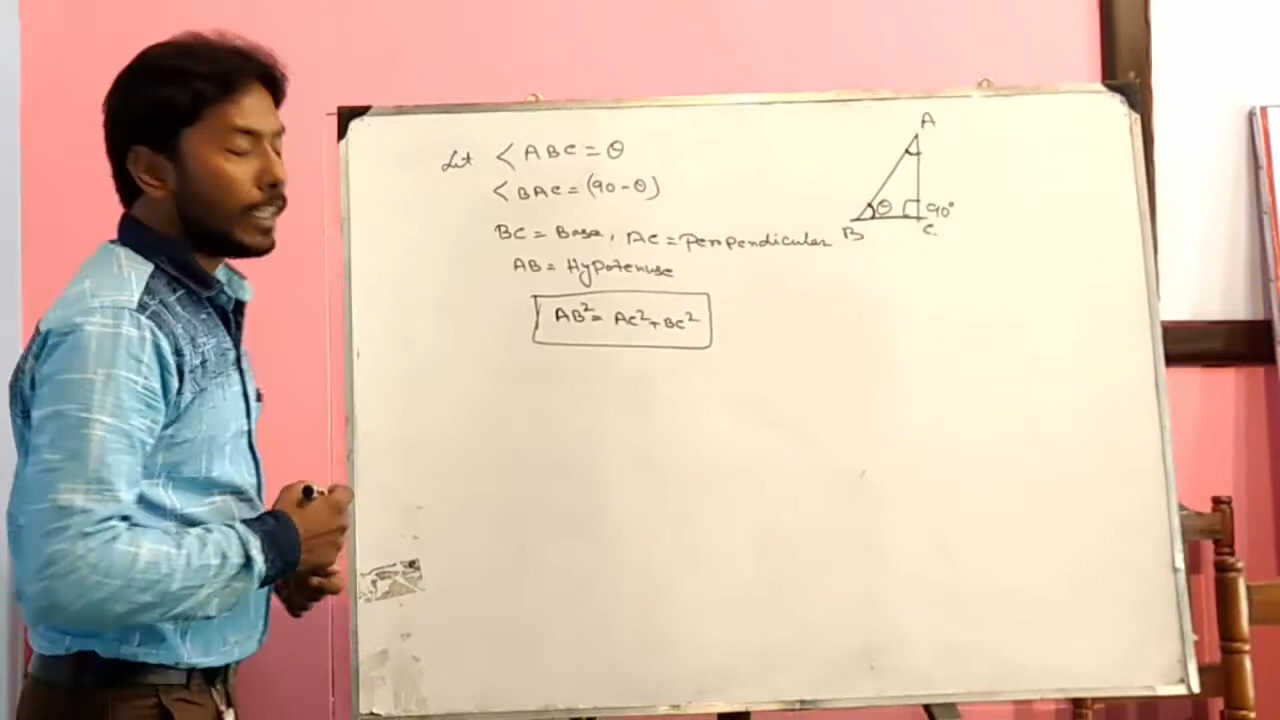 Let < ABC = θ
< BAC = (90 - θ)
BC = Base, AC = Perpendicular
AB = Hypotenuse
AB² = AC² + BC²
A
θ
90°
B
C